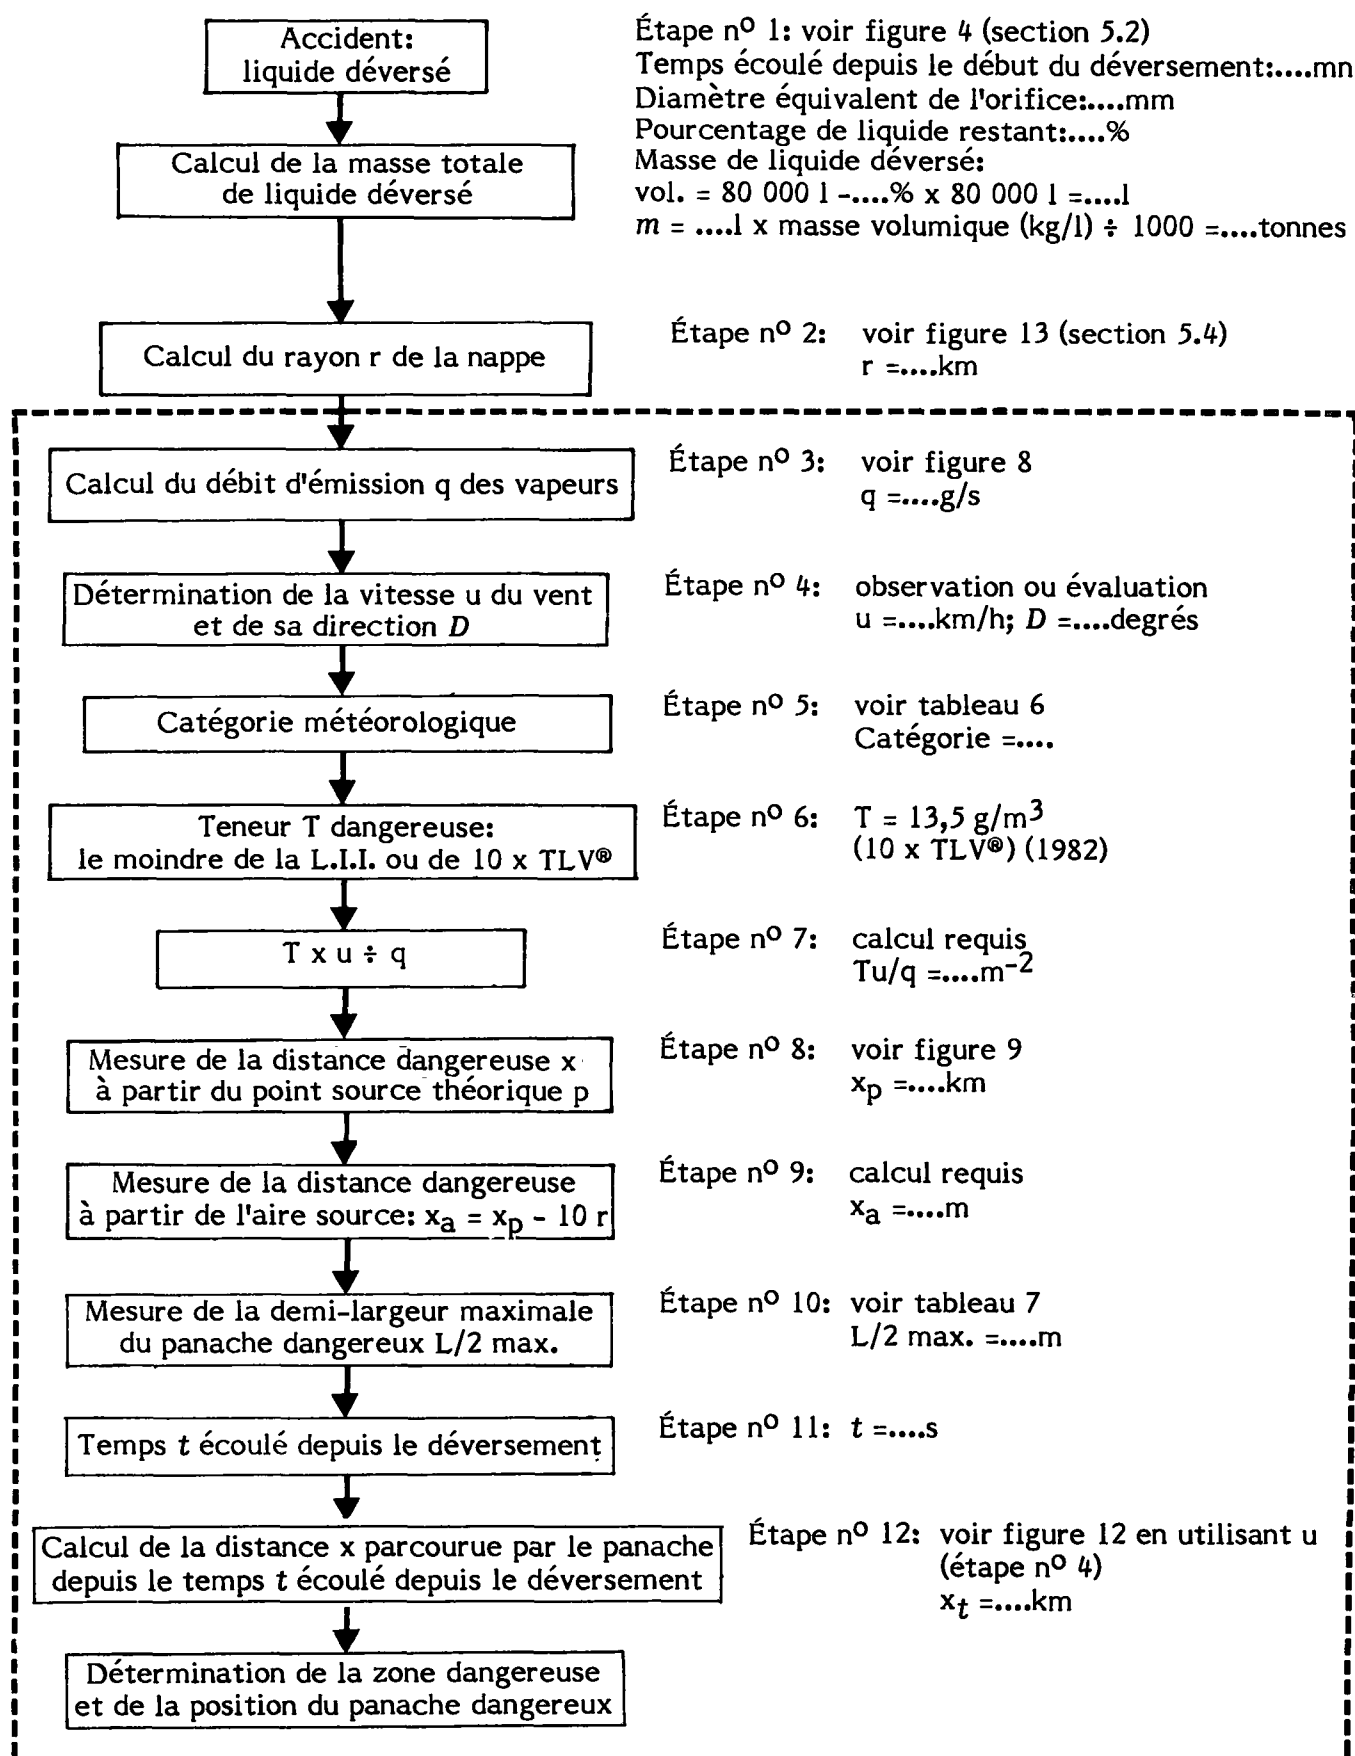 Accident:
liquide déversé
Étape nº 1: voir figure 4 (section 5.2)
Temps écoulé depuis le début du déversement:....mn
Diamètre équivalent de l'orifice:....mm
Pourcentage de liquide restant:....%
Masse de liquide déversé:
vol. = 80 000 l -....% x 80 000 l =....l
m = ....l x masse volumique (kg/l) ÷ 1000 =....tonnes
Calcul de la masse totale
de liquide déversé
Calcul du rayon r de la nappe
Étape nº 2: voir figure 13 (section 5.4)
r =....km
Calcul du débit d'émission q des vapeurs
Étape nº 3: voir figure 8
q =....g/s
Détermination de la vitesse u du vent
et de sa direction D
Étape nº 4: observation ou évaluation
u =....km/h; D =....degrés
Catégorie météorologique
Étape nº 5: voir tableau 6
Catégorie =....
Teneur T dangereuse:
le moindre de la L.I.I. ou de 10 x TLV®
Étape nº 6: T = 13,5 g/m³
(10 x TLV®) (1982)
T x u ÷ q
Étape nº 7: calcul requis
Tu/q =....m⁻²
Mesure de la distance dangereuse x
à partir du point source théorique p
Étape nº 8: voir figure 9
xp =....km
Mesure de la distance dangereuse
à partir de l'aire source: xa = xp - 10 r
Étape nº 9: calcul requis
xa =....m
Mesure de la demi-largeur maximale
du panache dangereux L/2 max.
Étape nº 10: voir tableau 7
L/2 max. =....m
Temps t écoulé depuis le déversement
Étape nº 11: t =....s
Calcul de la distance x parcourue par le panache
depuis le temps t écoulé depuis le déversement
Étape nº 12: voir figure 12 en utilisant u
(étape nº 4)
xt =....km
Détermination de la zone dangereuse
et de la position du panache dangereux